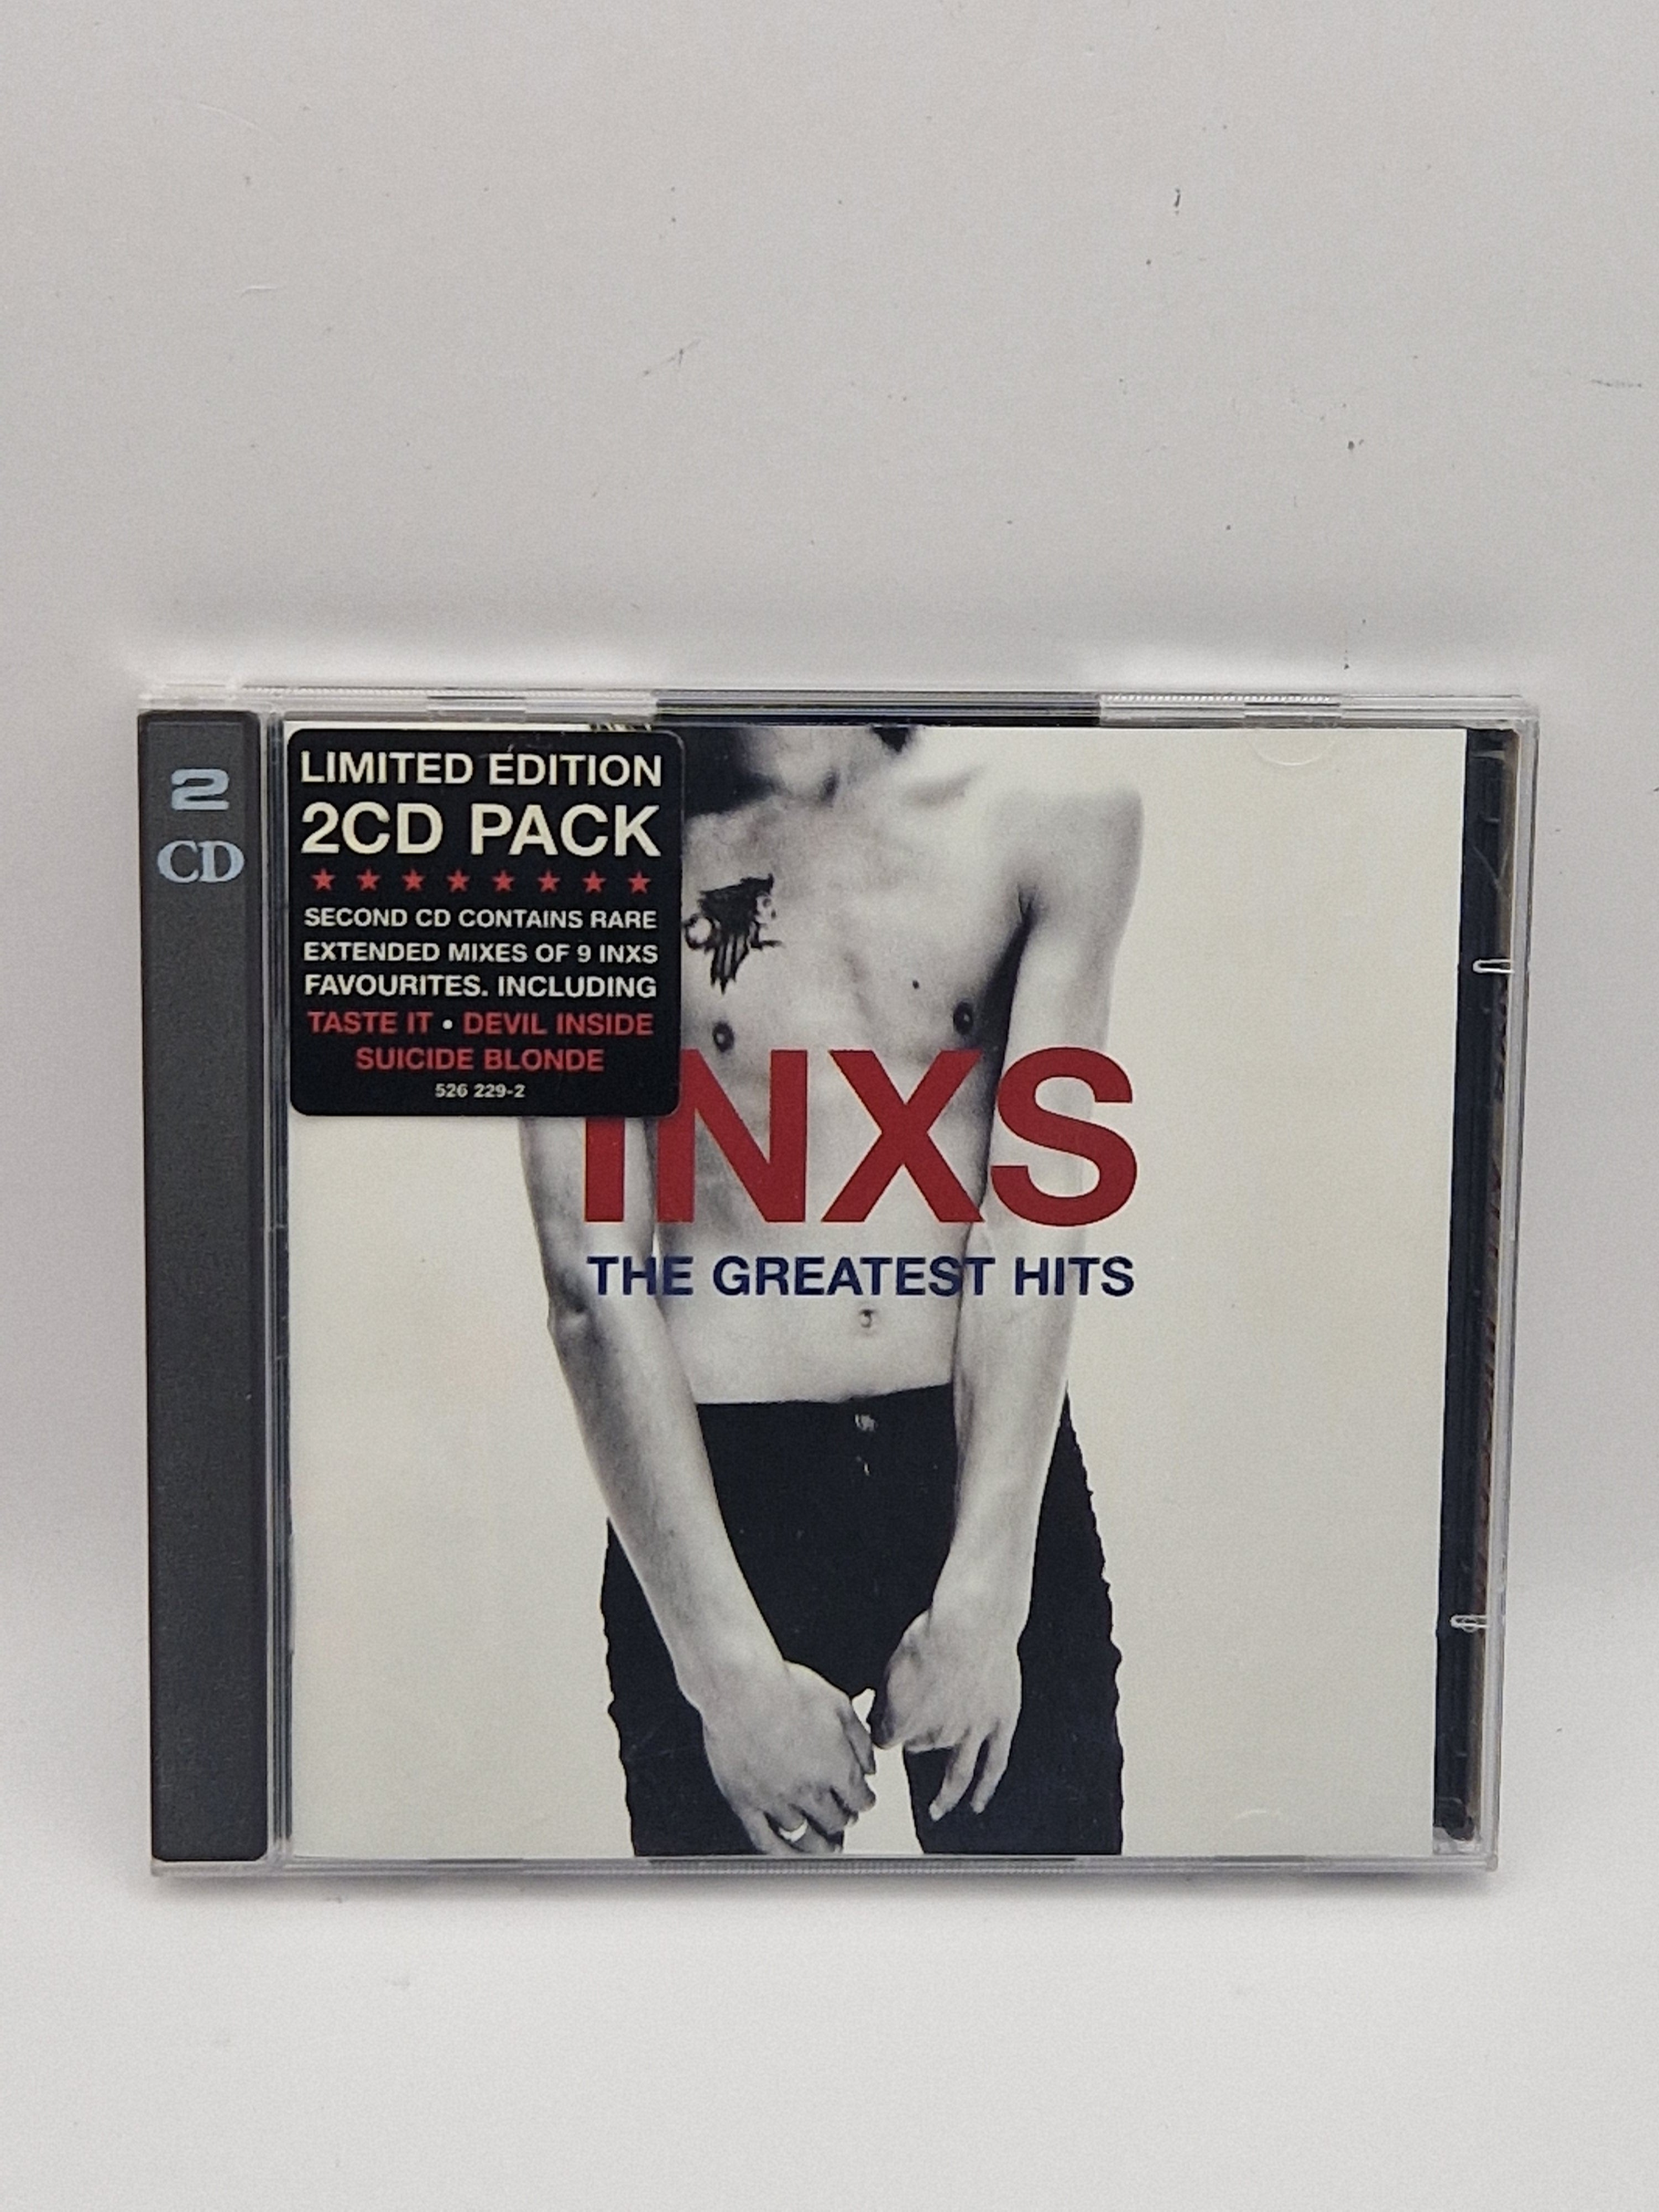 2
CD
LIMITED EDITION
2CD PACK
SECOND CD CONTAINS RARE
EXTENDED MIXES OF 9 INXS
FAVOURITES. INCLUDING
TASTE IT • DEVIL INSIDE
SUICIDE BLONDE
526 229-2
INXS
THE GREATEST HITS